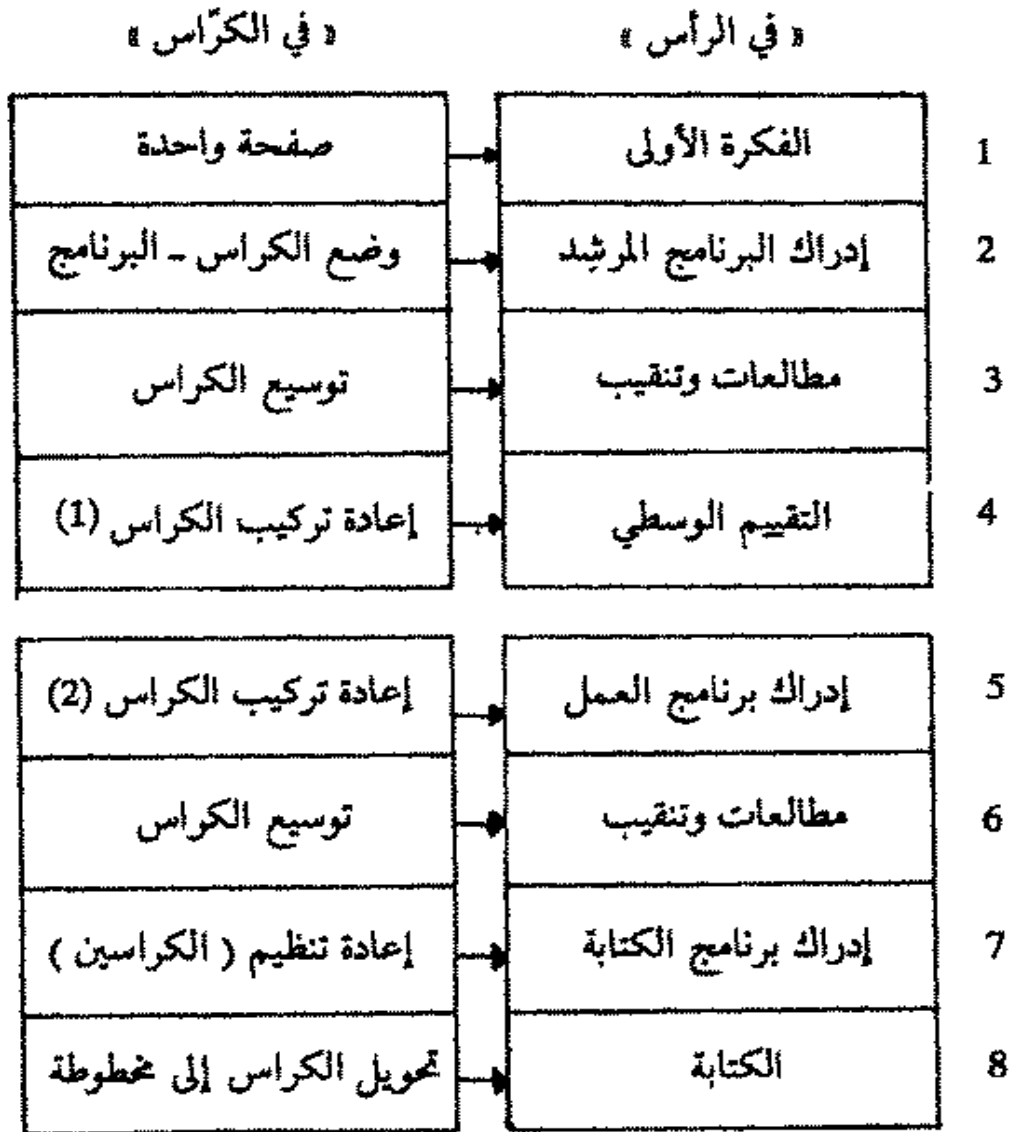 « في الرأس » « في الكرّاس »
1 الفكرة الأولى صفحة واحدة
2 إدراك البرنامج المرشِد وضع الكراس ـ البرنامج
3 مطالعات وتنقيب توسيع الكراس
4 التقييم الوسطي إعادة تركيب الكراس (1)
5 إدراك برنامج العمل إعادة تركيب الكراس (2)
6 مطالعات وتنقيب توسيع الكراس
7 إدراك برنامج الكتابة إعادة تنظيم ( الكراسين )
8 الكتابة تحويل الكراس إلى مخطوطة